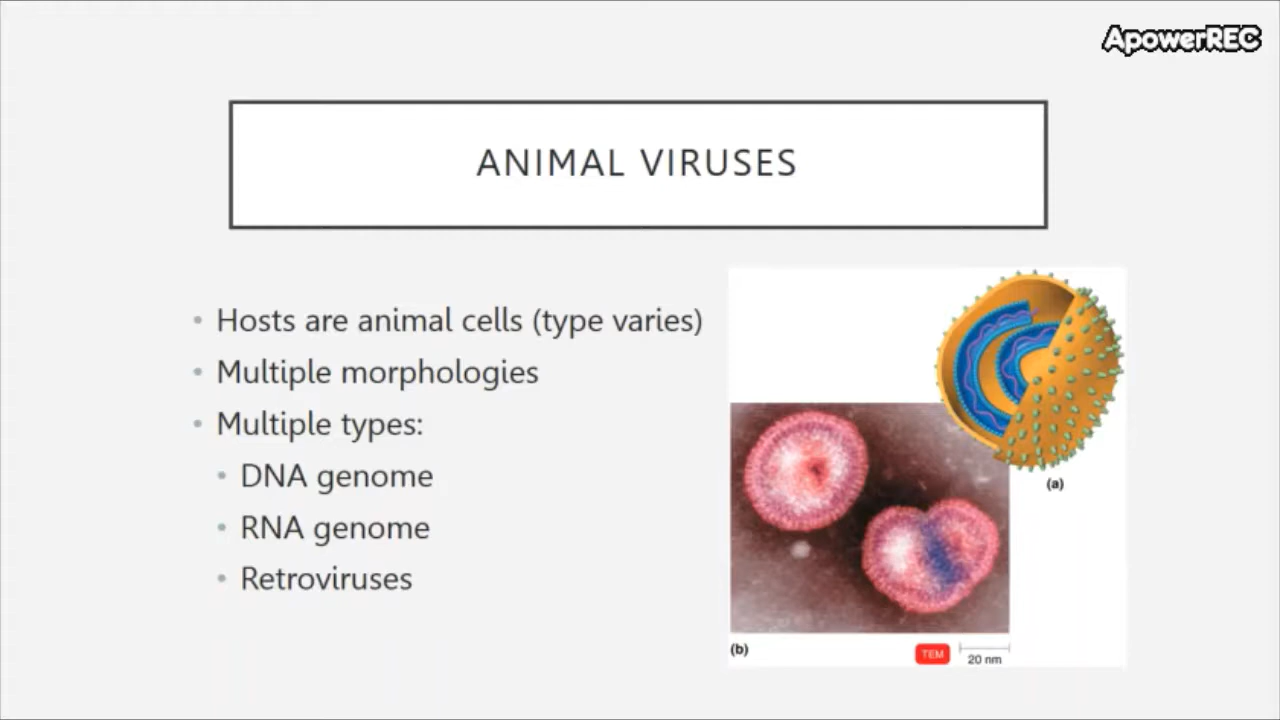 ApowerREC
ANIMAL VIRUSES
• Hosts are animal cells (type varies)
• Multiple morphologies
• Multiple types:
• DNA genome
• RNA genome
• Retroviruses
(a)
(b)
TEM
20 nm